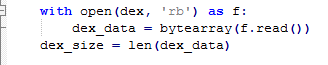 with open(dex, 'rb') as f:
    dex_data = bytearray(f.read())
dex_size = len(dex_data)